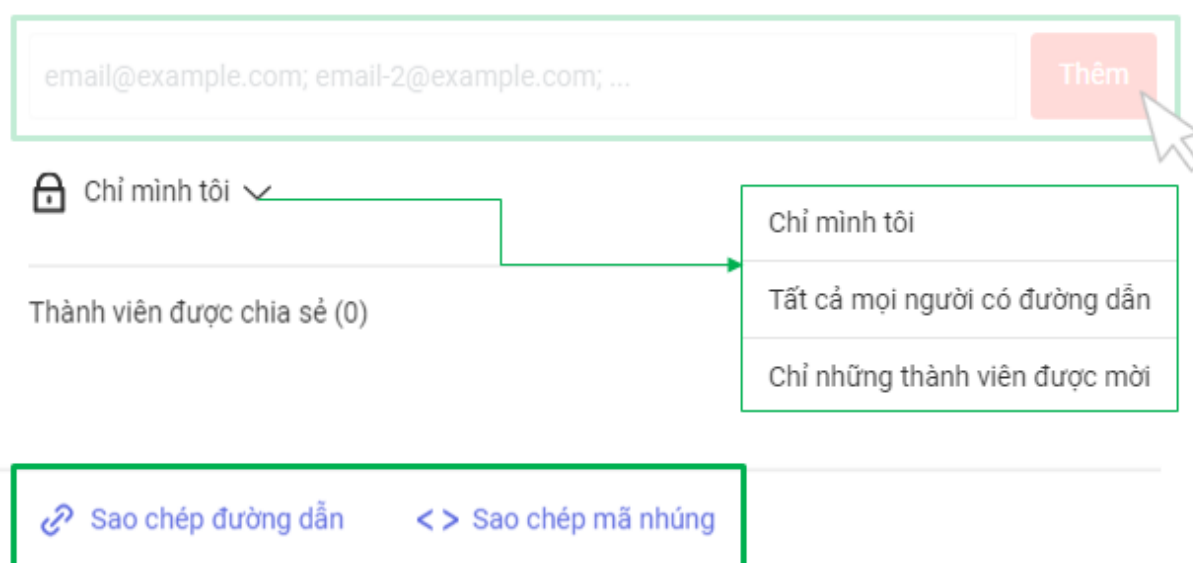 email@example.com; email-2@example.com; ...
Thêm
Chỉ mình tôi
Chỉ mình tôi
Tất cả mọi người có đường dẫn
Chỉ những thành viên được mời
Thành viên được chia sẻ (0)
Sao chép đường dẫn
<> Sao chép mã nhúng